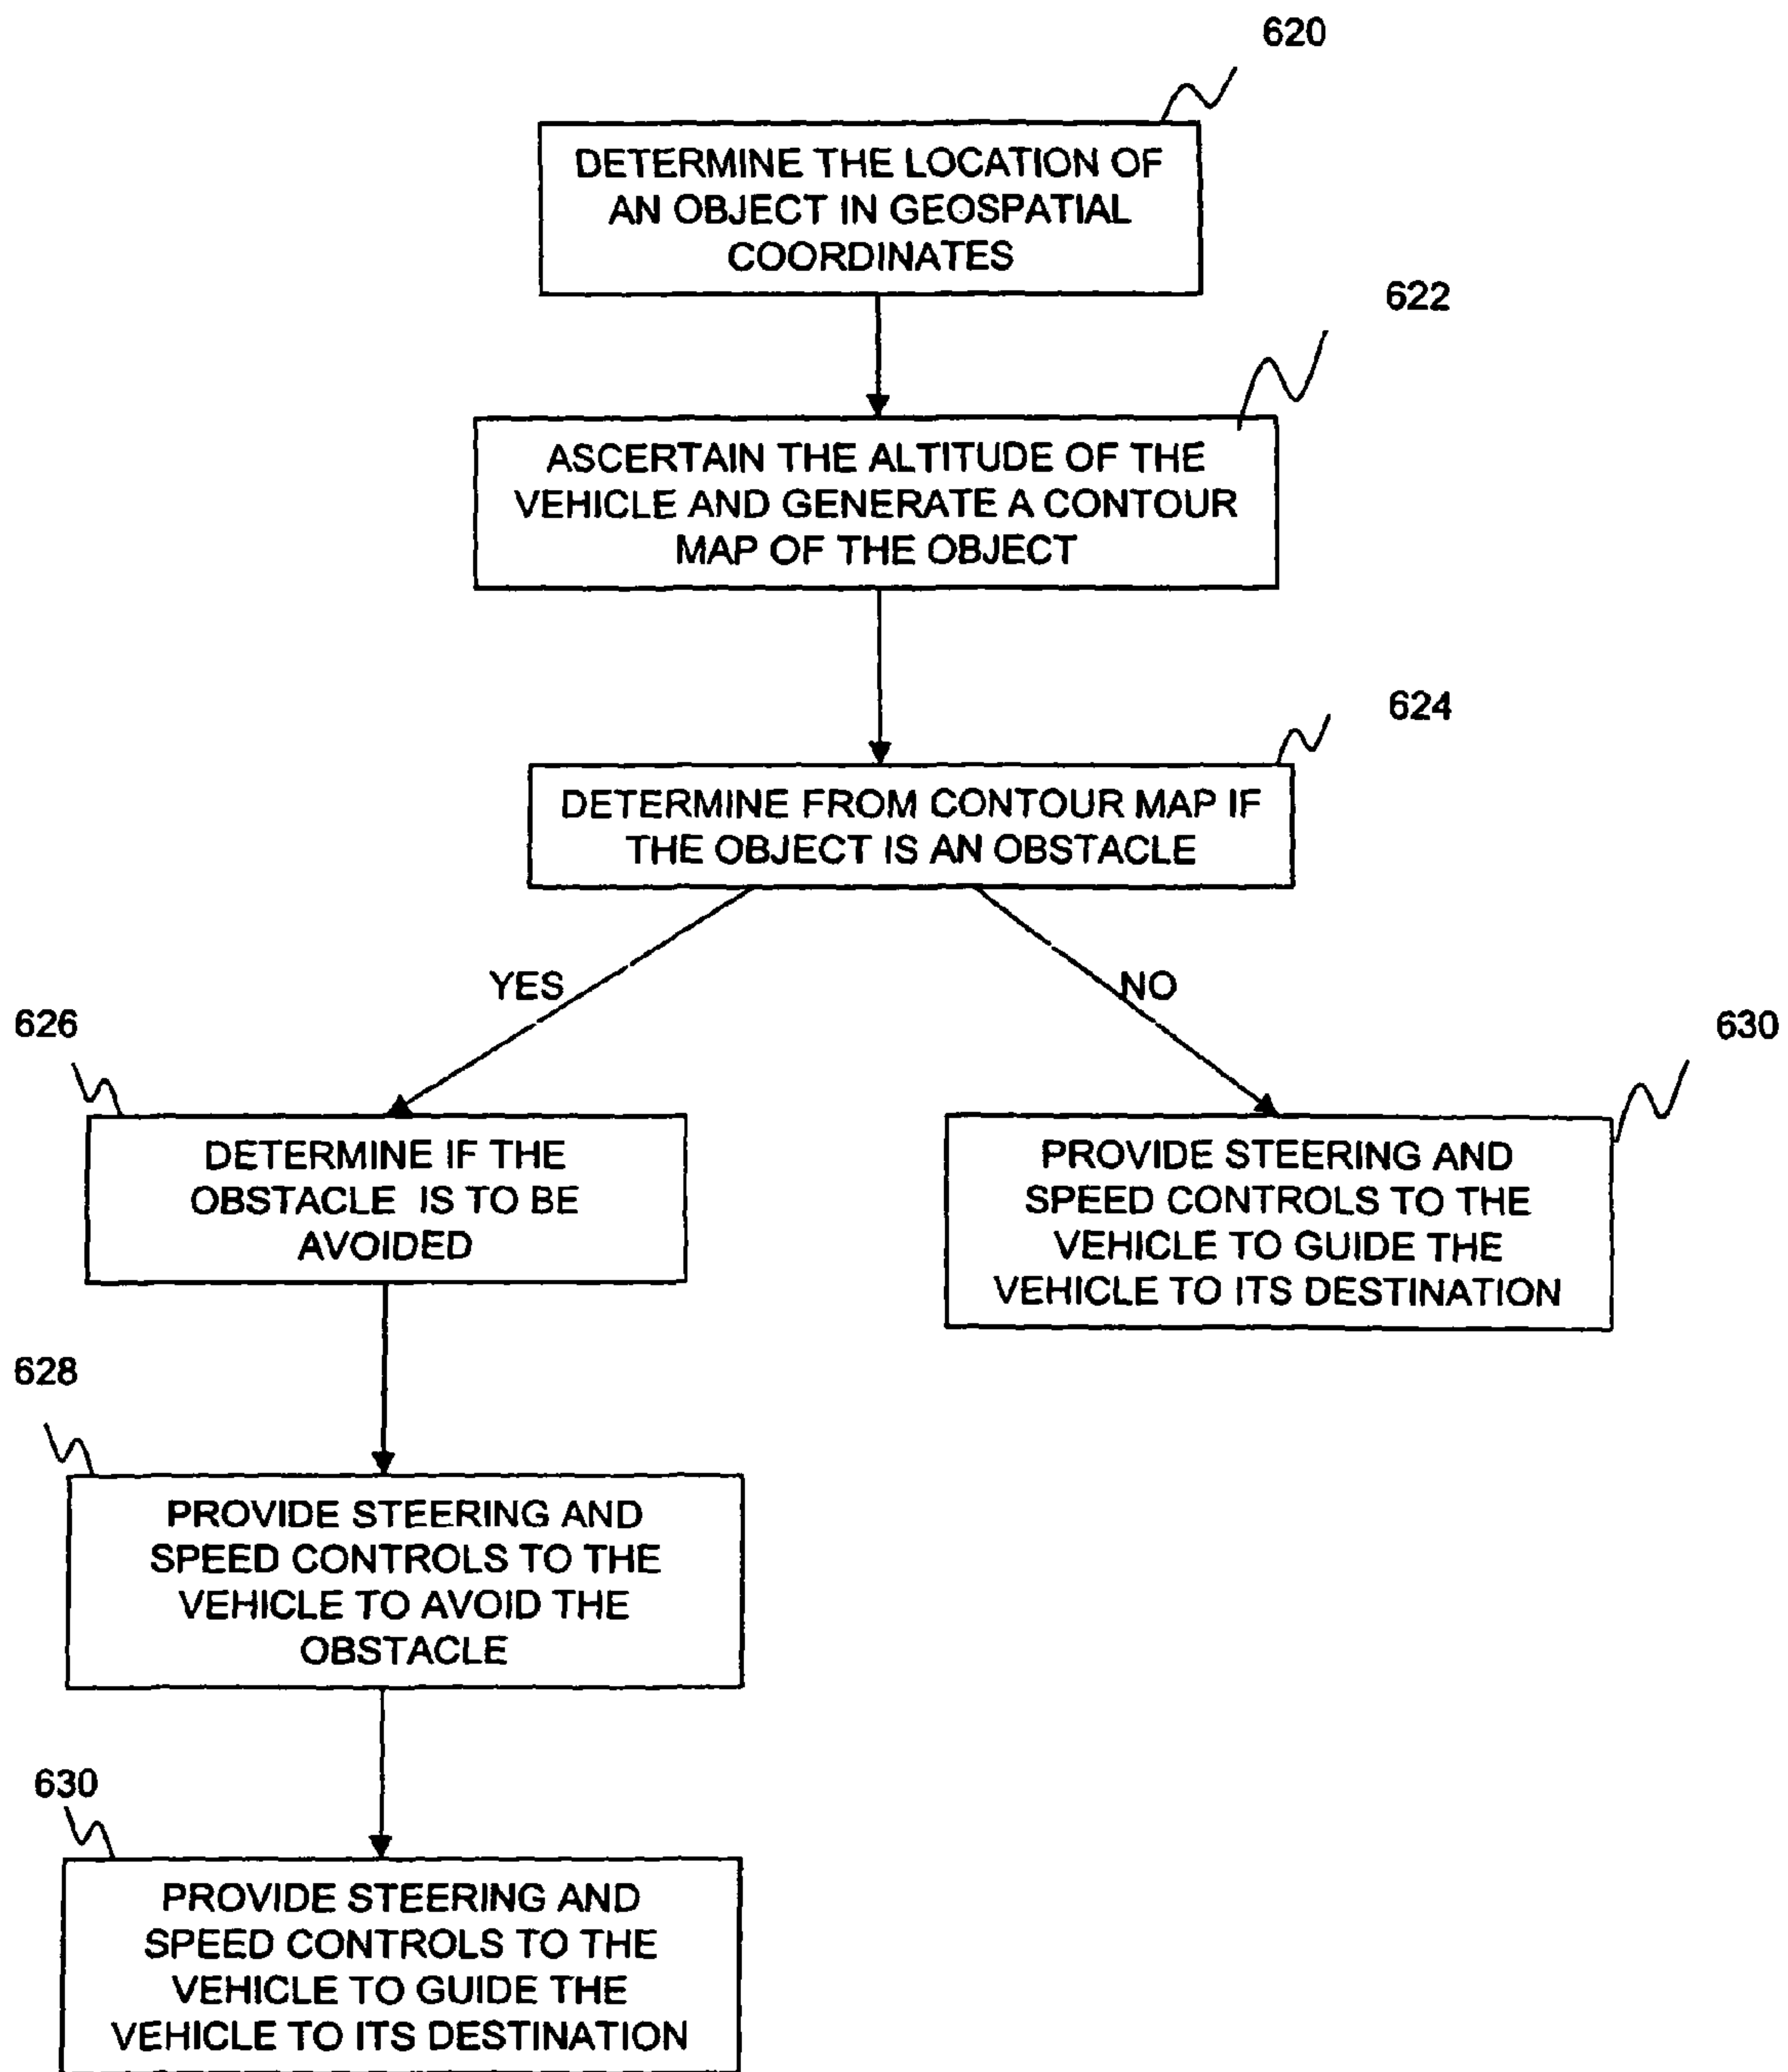 620
DETERMINE THE LOCATION OF
AN OBJECT IN GEOSPATIAL
COORDINATES
622
ASCERTAIN THE ALTITUDE OF THE
VEHICLE AND GENERATE A CONTOUR
MAP OF THE OBJECT
624
DETERMINE FROM CONTOUR MAP IF
THE OBJECT IS AN OBSTACLE
YES
NO
626
DETERMINE IF THE
OBSTACLE IS TO BE
AVOIDED
630
PROVIDE STEERING AND
SPEED CONTROLS TO THE
VEHICLE TO GUIDE THE
VEHICLE TO ITS DESTINATION
628
PROVIDE STEERING AND
SPEED CONTROLS TO THE
VEHICLE TO AVOID THE
OBSTACLE
630
PROVIDE STEERING AND
SPEED CONTROLS TO THE
VEHICLE TO GUIDE THE
VEHICLE TO ITS DESTINATION